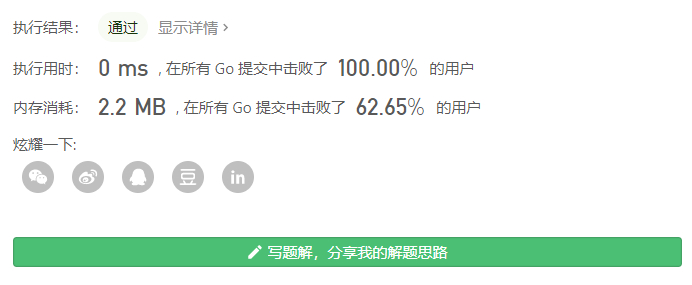 执行结果： 通过 显示详情 >
执行用时： 0 ms , 在所有 Go 提交中击败了 100.00% 的用户
内存消耗： 2.2 MB , 在所有 Go 提交中击败了 62.65% 的用户
炫耀一下:
豆 in
写题解，分享我的解题思路